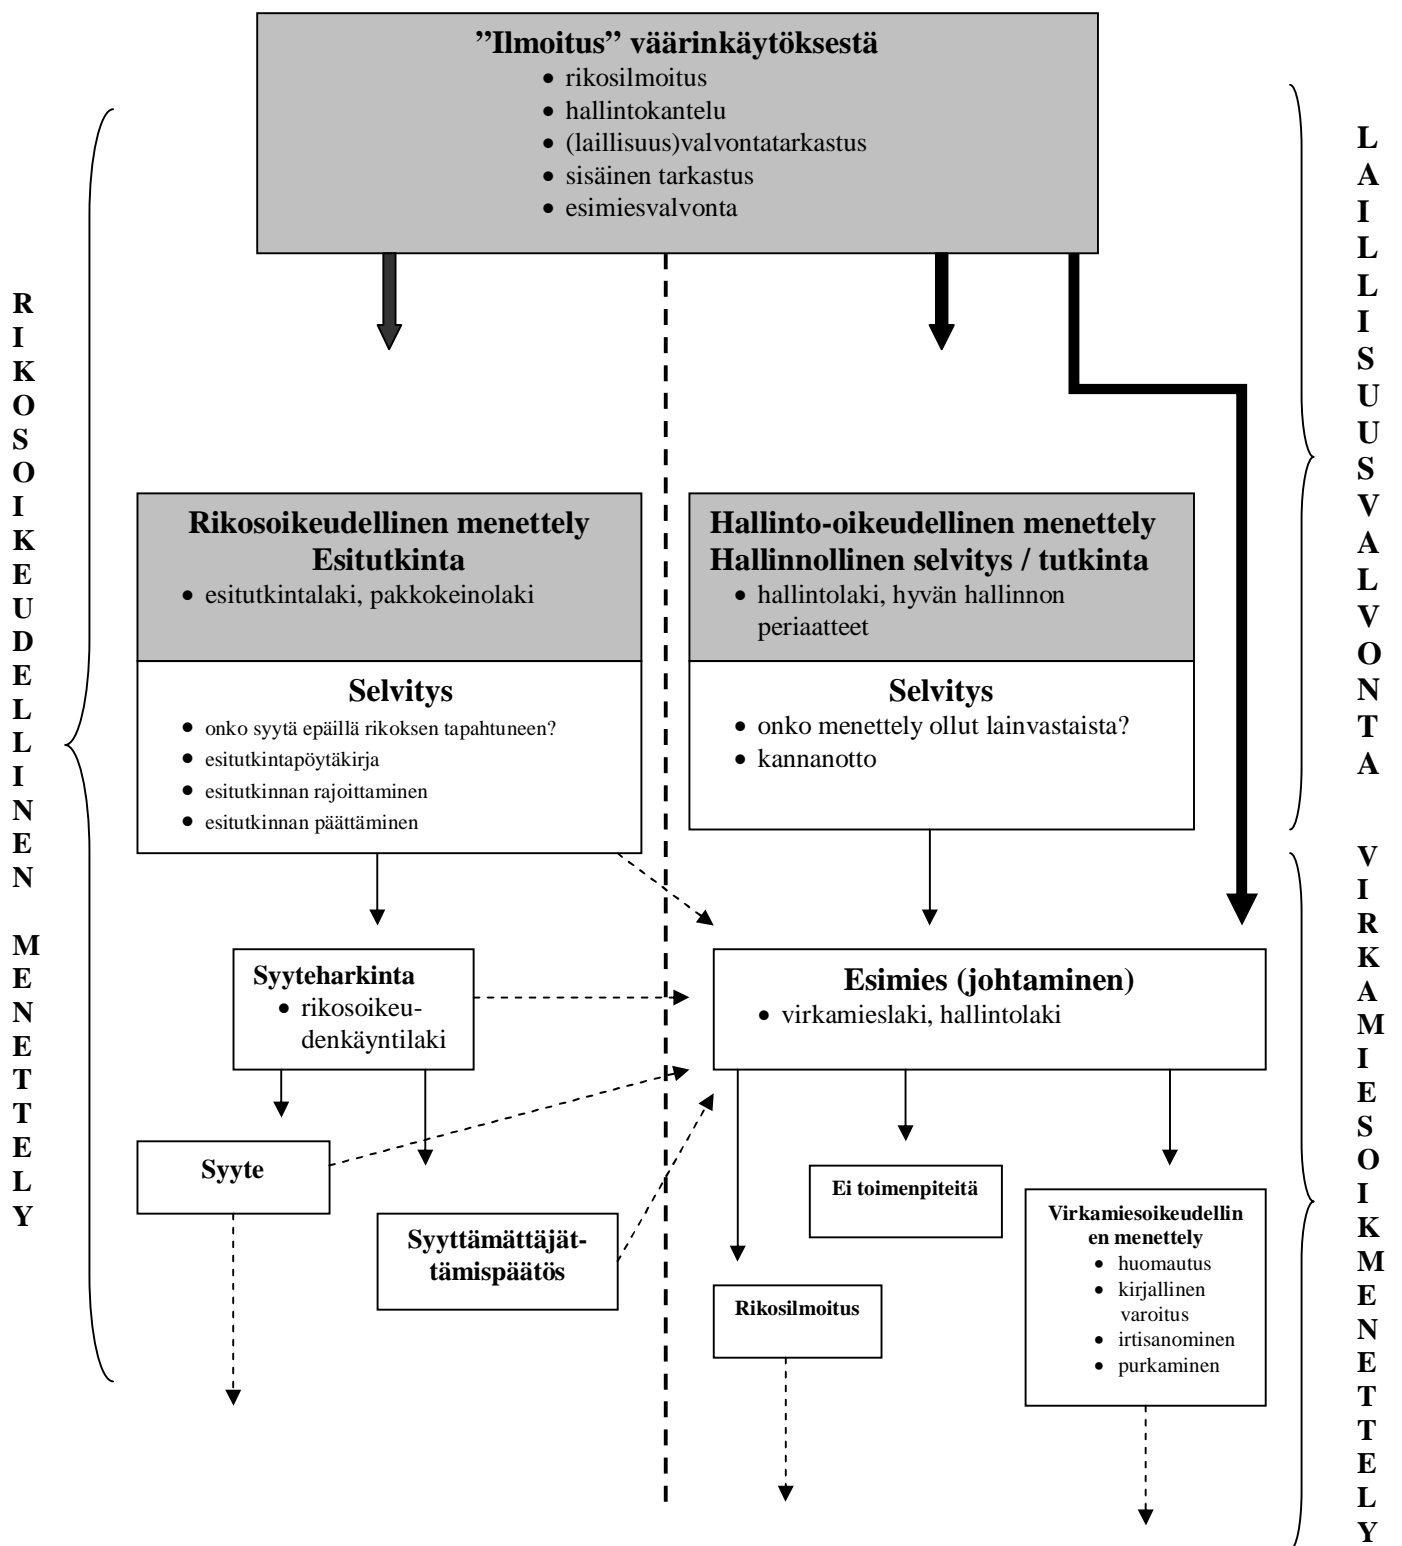 ”Ilmoitus” väärinkäytöksestä
• rikosilmoitus
• hallintokantelu
• (laillisuus)valvontatarkastus
• sisäinen tarkastus
• esimiesvalvonta
RIKOSOIKEUDELLINEN MENETTELY
LAILLISUUSVALVONTA
Rikosoikeudellinen menettely
Esitutkinta
• esitutkintalaki, pakkokeinolaki
Selvitys
• onko syytä epäillä rikoksen tapahtuneen?
• esitutkintapöytäkirja
• esitutkinnan rajoittaminen
• esitutkinnan päättäminen
Hallinto-oikeudellinen menettely
Hallinnollinen selvitys / tutkinta
• hallintolaki, hyvän hallinnon
periaatteet
Selvitys
• onko menettely ollut lainvastaista?
• kannanotto
VIRKAMIESOIKMENETTELY
Syyteharkinta
• rikosoikeu-
denkäyntilaki
Esimies (johtaminen)
• virkamieslaki, hallintolaki
Syyte
Syyttämättäjät-
tämispäätös
Rikosilmoitus
Ei toimenpiteitä
Virkamiesoikeudellin
en menettely
• huomautus
• kirjallinen
varoitus
• irtisanominen
• purkaminen